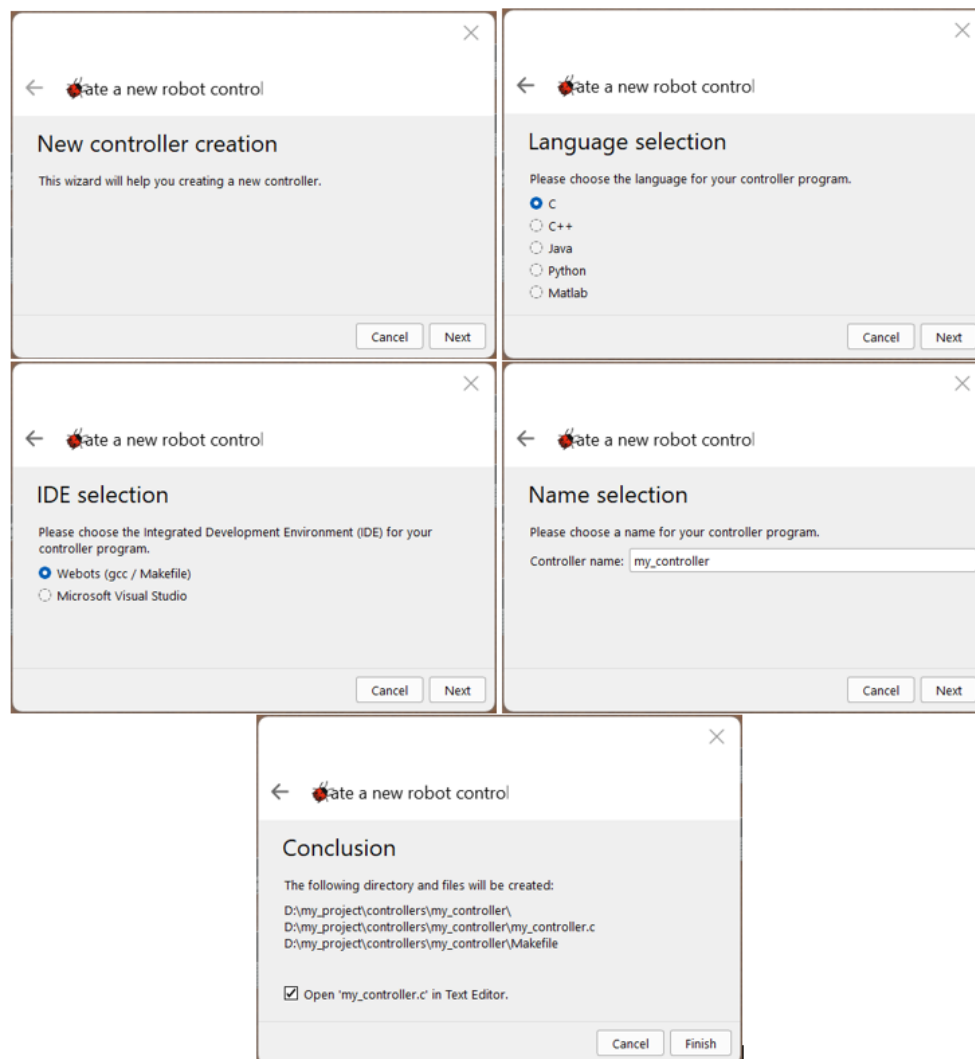 ate a new robot control
New controller creation
This wizard will help you creating a new controller.
Cancel Next
ate a new robot control
Language selection
Please choose the language for your controller program.
C
C++
Java
Python
Matlab
Cancel Next
ate a new robot control
IDE selection
Please choose the Integrated Development Environment (IDE) for your
controller program.
Webots (gcc / Makefile)
Microsoft Visual Studio
Cancel Next
ate a new robot control
Name selection
Please choose a name for your controller program.
Controller name: my_controller
Cancel Next
ate a new robot control
Conclusion
The following directory and files will be created:
D:\my_project\controllers\my_controller\
D:\my_project\controllers\my_controller\my_controller.c
D:\my_project\controllers\my_controller\Makefile
Open 'my_controller.c' in Text Editor.
Cancel Finish